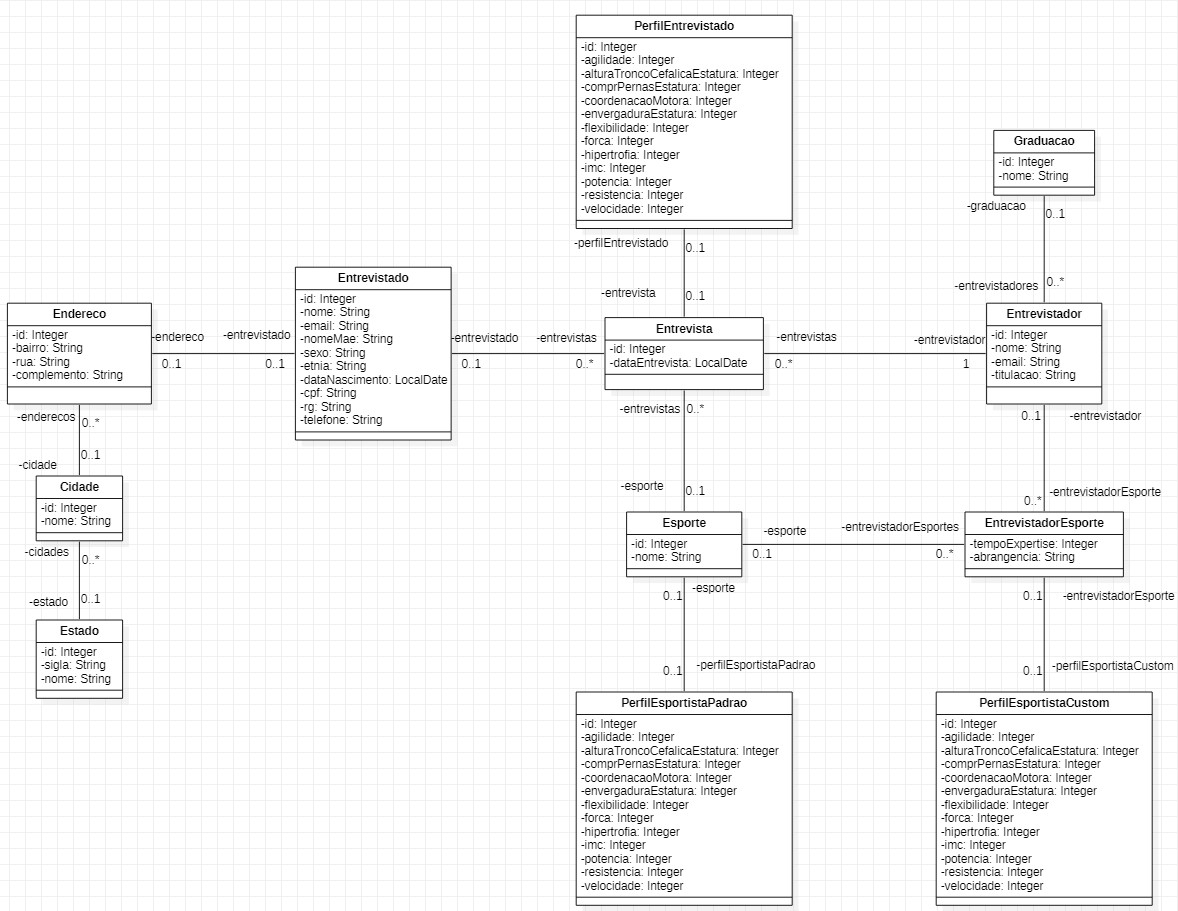 PerfilEntrevistado
-id: Integer
-agilidade: Integer
-alturaTroncoCefalicaEstatura: Integer
-comprPernasEstatura: Integer
-coordenacaoMotora: Integer
-envergaduraEstatura: Integer
-flexibilidade: Integer
-forca: Integer
-hipertrofia: Integer
-imc: Integer
-potencia: Integer
-resistencia: Integer
-velocidade: Integer
Graduacao
-id: Integer
-nome: String
-graduacao
0..1
-perfilEntrevistado
0..1
-entrevista
0..1
-entrevistadores
0..*
Endereco
-id: Integer
-bairro: String
-rua: String
-complemento: String
-endereco
0..1
-entrevistado
0..1
Entrevistado
-id: Integer
-nome: String
-email: String
-nomeMae: String
-sexo: String
-etnia: String
-dataNascimento: LocalDate
-cpf: String
-rg: String
-telefone: String
-entrevistado
0..1
-entrevistas
0..*
Entrevista
-id: Integer
-dataEntrevista: LocalDate
-entrevistas
0..*
-entrevistador
1
Entrevistador
-id: Integer
-nome: String
-email: String
-titulacao: String
-enderecos
0..*
0..1
-cidade
-entrevistas
0..*
-esporte
0..1
0..1
-entrevistador
-entrevistadorEsporte
0..*
Cidade
-id: Integer
-nome: String
-cidades
0..*
-estado
0..1
Estado
-id: Integer
-sigla: String
-nome: String
Esporte
-id: Integer
-nome: String
-esporte
0..1
-entrevistadorEsportes
0..*
EntrevistadorEsporte
-tempoExpertise: Integer
-abrangencia: String
0..1
-esporte
0..1
-perfilEsportistaPadrao
0..1
-entrevistadorEsporte
0..1
-perfilEsportistaCustom
PerfilEsportistaPadrao
-id: Integer
-agilidade: Integer
-alturaTroncoCefalicaEstatura: Integer
-comprPernasEstatura: Integer
-coordenacaoMotora: Integer
-envergaduraEstatura: Integer
-flexibilidade: Integer
-forca: Integer
-hipertrofia: Integer
-imc: Integer
-potencia: Integer
-resistencia: Integer
-velocidade: Integer
PerfilEsportistaCustom
-id: Integer
-agilidade: Integer
-alturaTroncoCefalicaEstatura: Integer
-comprPernasEstatura: Integer
-coordenacaoMotora: Integer
-envergaduraEstatura: Integer
-flexibilidade: Integer
-forca: Integer
-hipertrofia: Integer
-imc: Integer
-potencia: Integer
-resistencia: Integer
-velocidade: Integer